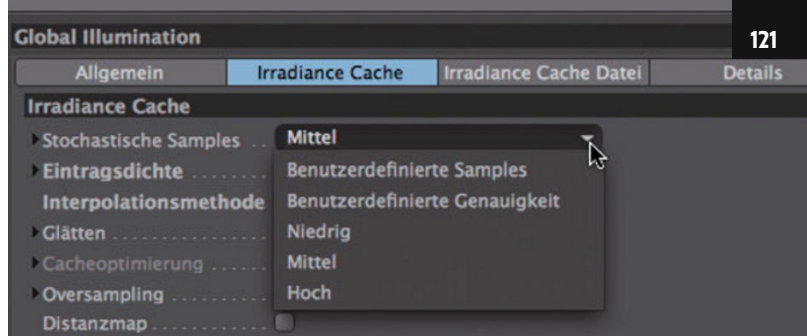 121
Global Illumination
Allgemein Irradiance Cache Irradiance Cache Datei Details
Irradiance Cache
Stochastische Samples . . Mittel
Eintragsdichte . . . . . . . Benutzerdefinierte Samples
Interpolationsmethode Benutzerdefinierte Genauigkeit
Glätten . . . . . . . . . . . . . . Niedrig
Cacheoptimierung . . . . . . Mittel
Oversampling . . . . . . . . . Hoch
Distanzmap . . . . . . . . . .